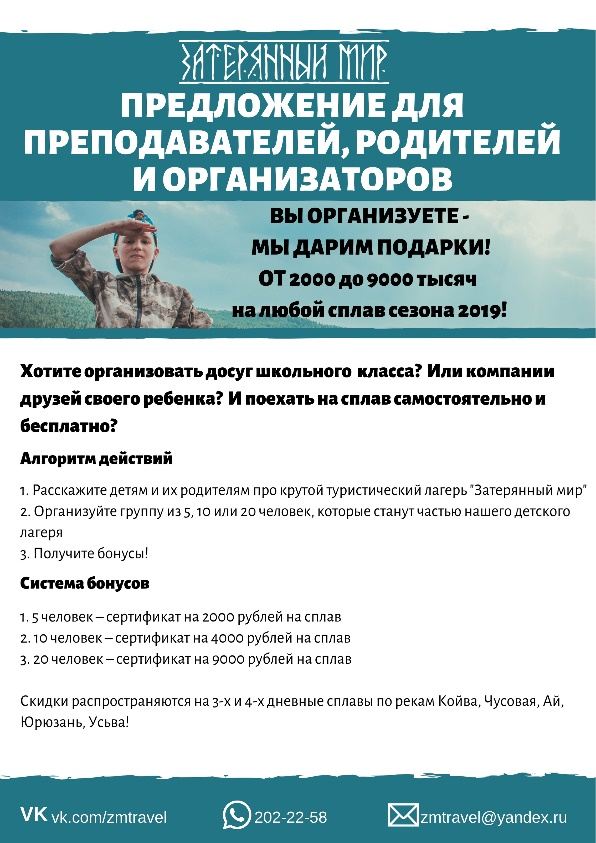 ЗАТЕРЯННЫЙ МИР
ПРЕДЛОЖЕНИЕ ДЛЯ
ПРЕПОДАВАТЕЛЕЙ, РОДИТЕЛЕЙ
И ОРГАНИЗАТОРОВ
ВЫ ОРГАНИЗУЕТЕ -
МЫ ДАРИМ ПОДАРКИ!
ОТ 2000 до 9000 тысяч
на любой сплав сезона 2019!
Хотите организовать досуг школьного класса? Или компании
друзей своего ребенка? И поехать на сплав самостоятельно и
бесплатно?
Алгоритм действий
1. Расскажите детям и их родителям про крутой туристический лагерь "Затерянный мир"
2. Организуйте группу из 5, 10 или 20 человек, которые станут частью нашего детского
лагеря
3. Получите бонусы!
Система бонусов
1. 5 человек – сертификат на 2000 рублей на сплав
2. 10 человек – сертификат на 4000 рублей на сплав
3. 20 человек – сертификат на 9000 рублей на сплав
Скидки распространяются на 3-х и 4-х дневные сплавы по рекам Койва, Чусовая, Ай,
Юрюзань, Усьва!
VK vk.com/zmtravel 202-22-58 zmtravel@yandex.ru